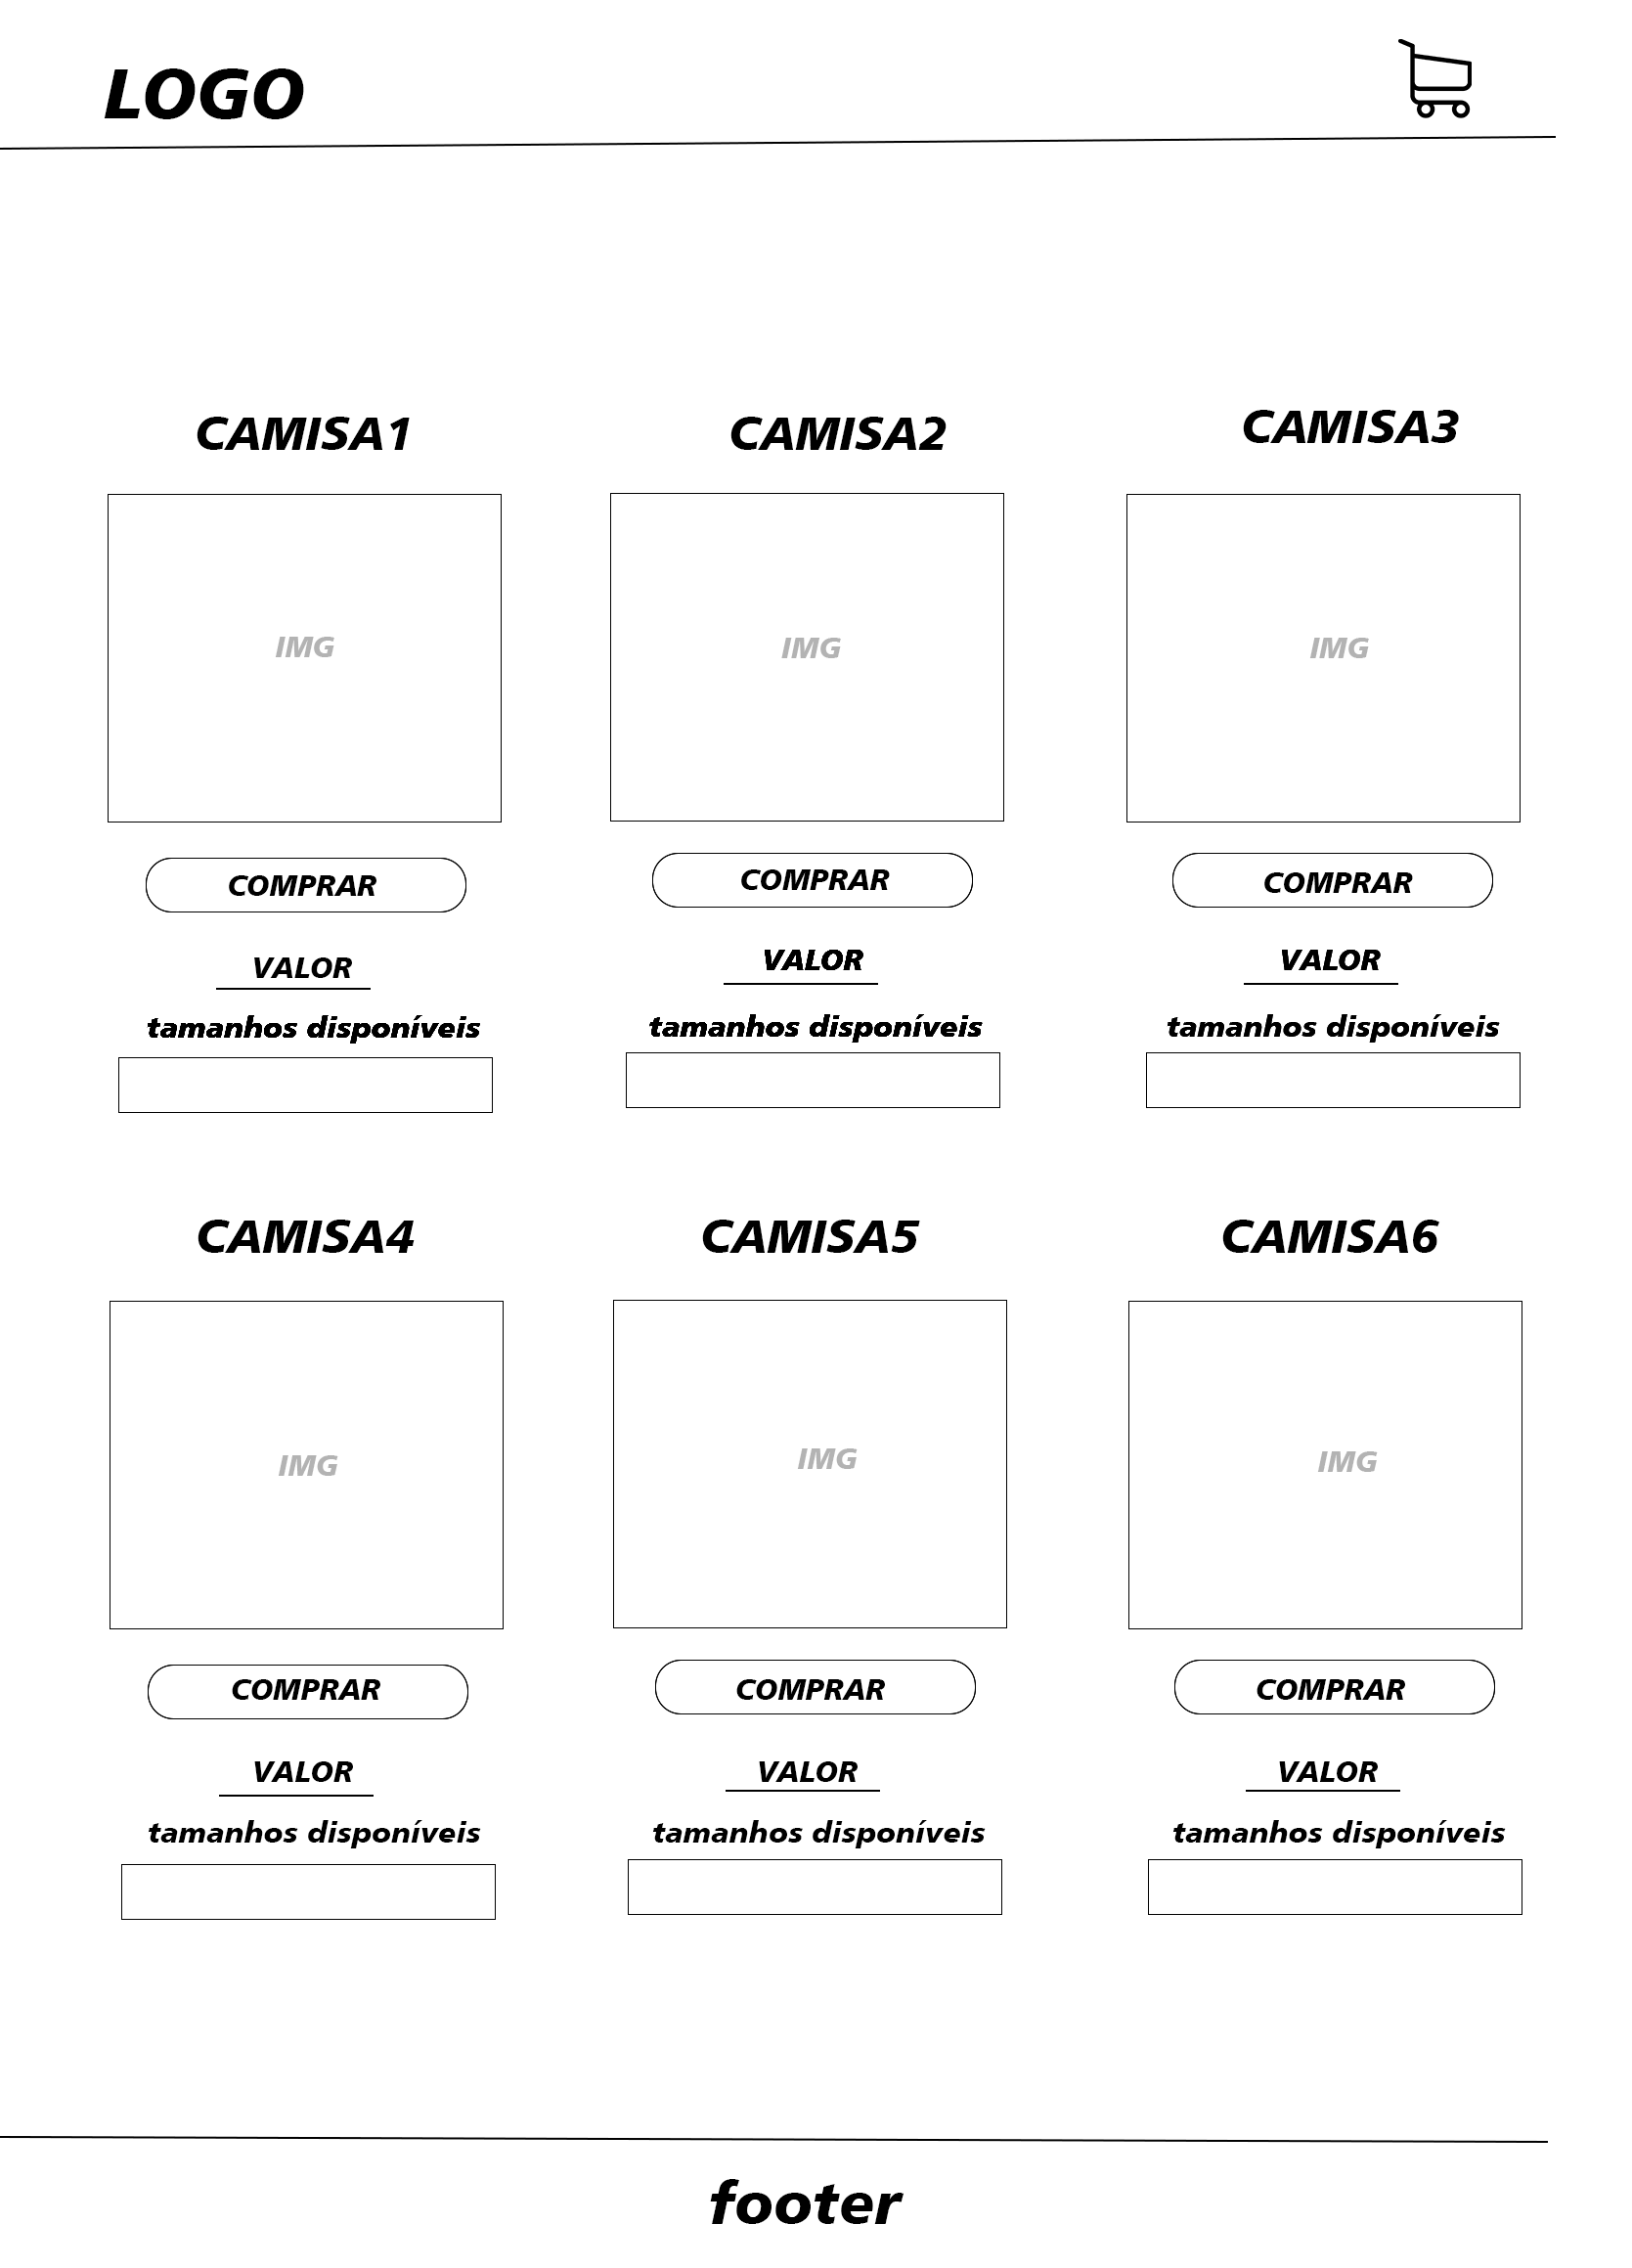 LOGO
CAMISA1
CAMISA2
CAMISA3
IMG
IMG
IMG
COMPRAR
COMPRAR
COMPRAR
VALOR
VALOR
VALOR
tamanhos disponíveis
tamanhos disponíveis
tamanhos disponíveis
CAMISA4
CAMISA5
CAMISA6
IMG
IMG
IMG
COMPRAR
COMPRAR
COMPRAR
VALOR
VALOR
VALOR
tamanhos disponíveis
tamanhos disponíveis
tamanhos disponíveis
footer